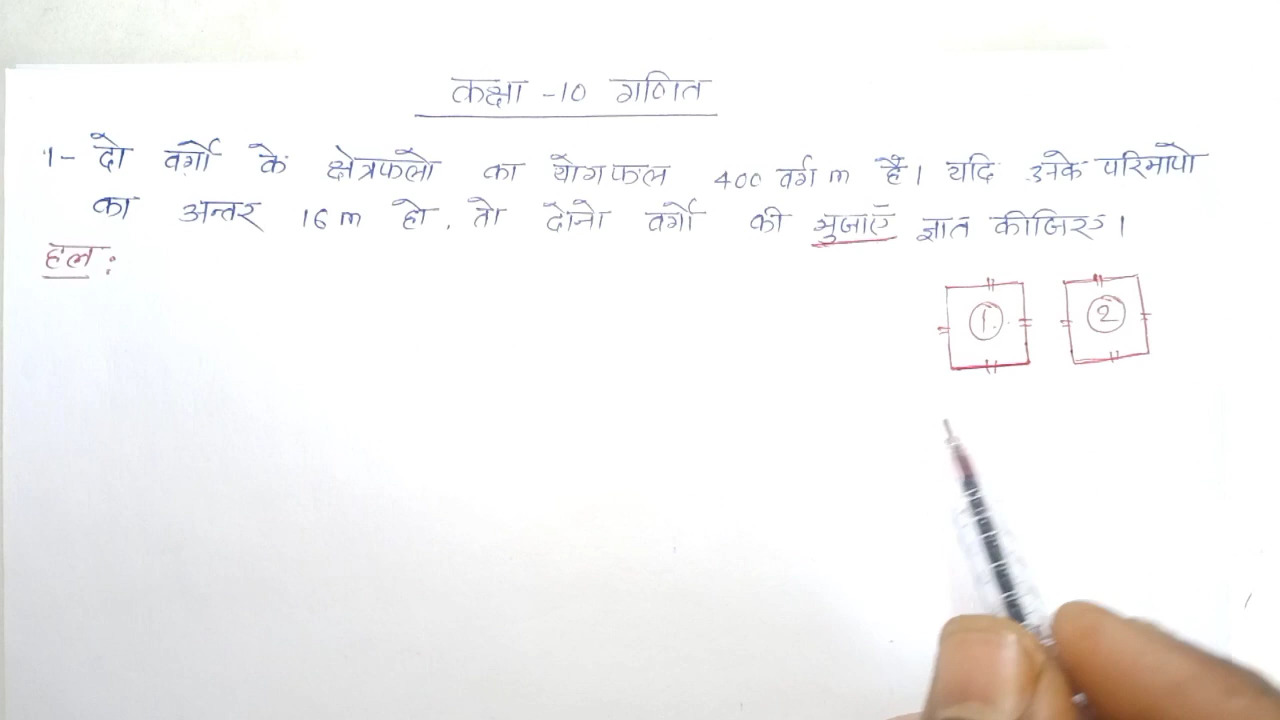 कक्षा -10 गणित
1- दो वर्गो के क्षेत्रफलो का योगफल 400 वर्ग m है। यदि उनके परिमापो
का अन्तर 16 m हो, तो दोनो वर्गो की भुजाएँ ज्ञात कीजिए।
हल :
1 2